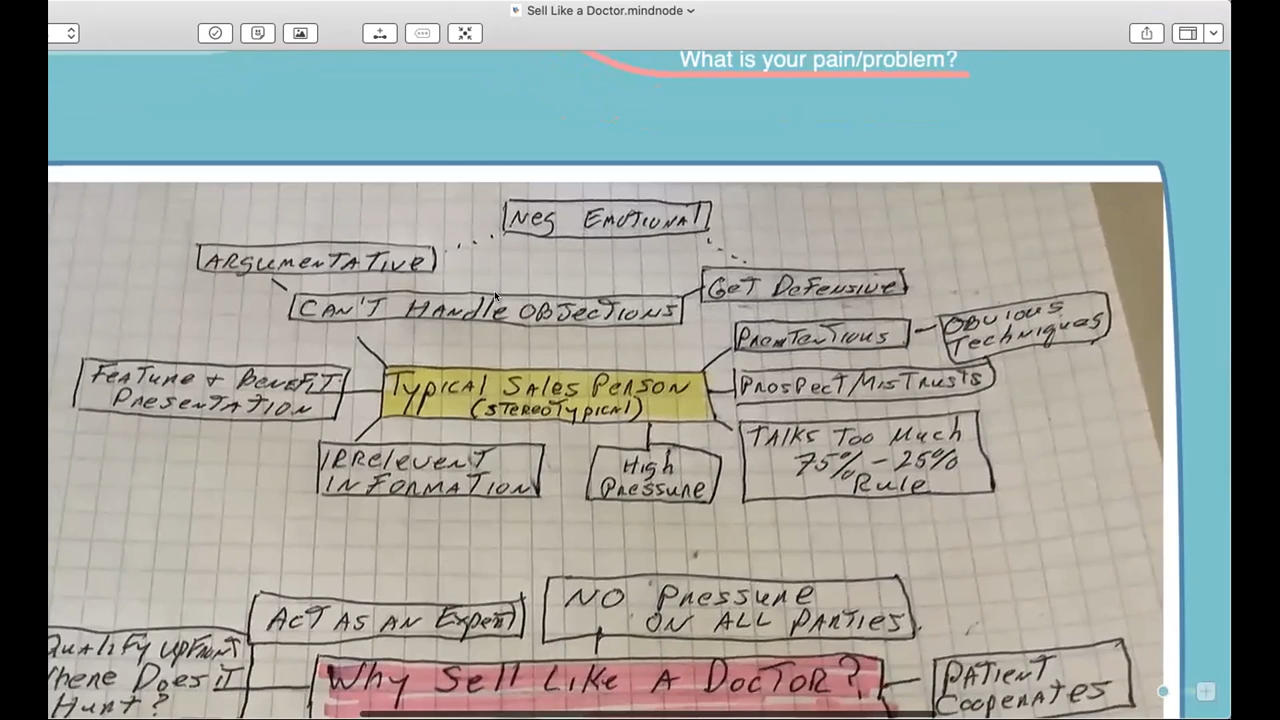 Sell Like a Doctor.mindnode
What is your pain/problem?
Neg EMOTIONAL
ARGUMENTATIVE
CAN'T HANDLE OBJECTIONS
GET DEFENSIVE
OBVIOUS
Techniques
FEATURE + BENEFIT
PRESENTATION
TYPICAL SALES PERSON
(STEREOTYPICAL)
PROSPECT/MISTRUSTS
IRRELEVENT
INFORMATION
HIGH
PRESSURE
TALKS TOO MUCH
75% - 25%
RULE
ACT AS AN EXPERT
NO PRESSURE
ON ALL PARTIES
QUALIFY UPFRONT
Where DOES IT
HURT?
WHY SELL LIKE A DOCTOR?
PATIENT
COOPERATES